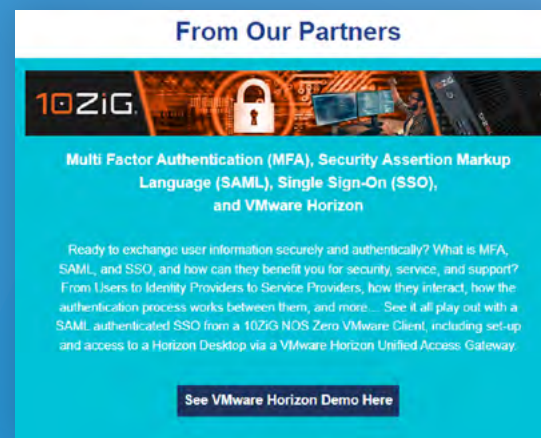 From Our Partners
10ZiG
Multi Factor Authentication (MFA), Security Assertion Markup
Language (SAML), Single Sign-On (SSO),
and VMware Horizon
Ready to exchange user information securely and authentically? What is MFA,
SAML, and SSO, and how can they benefit you for security, service, and support?
From Users to Identity Providers to Service Providers, how they interact, how the
authentication process works between them, and more... See it all play out with a
SAML authenticated SSO from a 10ZiG NOS Zero VMware Client, including set-up
and access to a Horizon Desktop via a VMware Horizon Unified Access Gateway.
See VMware Horizon Demo Here